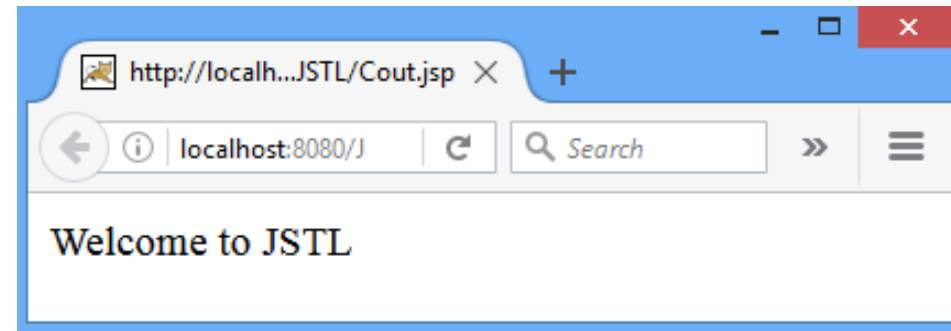 http://localh...JSTL/Cout.jsp
localhost:8080/J
Search
Welcome to JSTL